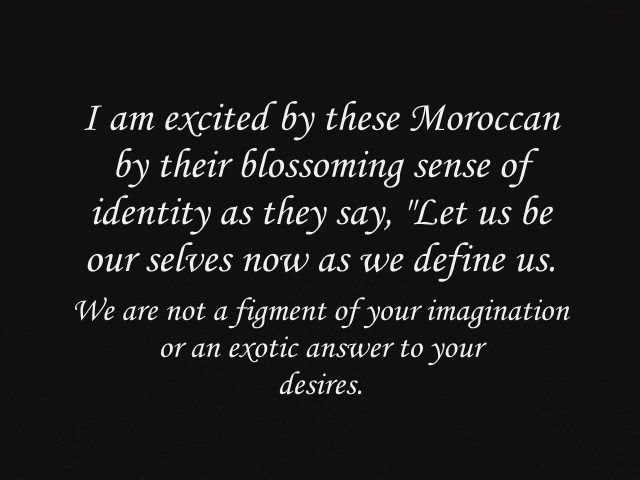 I am excited by these Moroccan
by their blossoming sense of
identity as they say, "Let us be
our selves now as we define us.
We are not a figment of your imagination
or an exotic answer to your
desires.